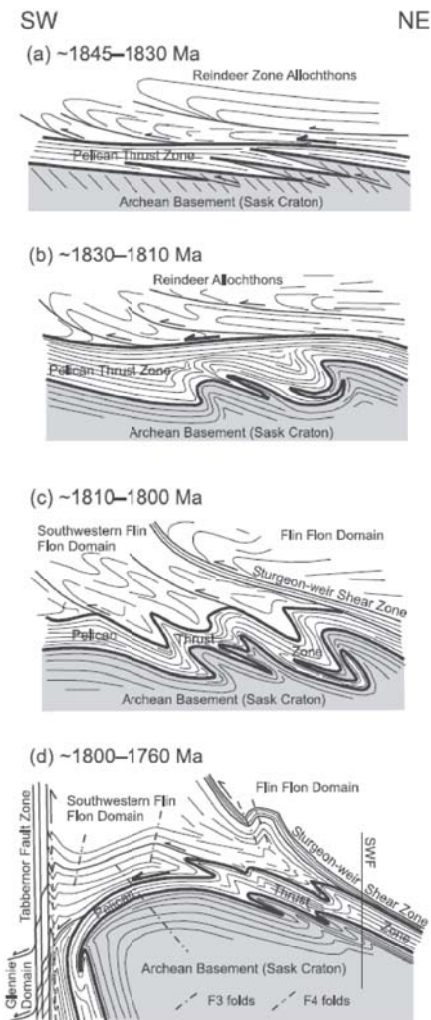 SW
NE
(a) ~1845–1830 Ma
Reindeer Zone Allochthons
Pelican Thrust Zone
Archean Basement (Sask Craton)
(b) ~1830–1810 Ma
Reindeer Allochthons
Pelican Thrust Zone
Archean Basement (Sask Craton)
(c) ~1810–1800 Ma
Southwestern Flin
Flon Domain
Flin Flon Domain
Sturgeon-weir Shear Zone
Pelican
Thrust
Zone
Archean Basement (Sask Craton)
(d) ~1800–1760 Ma
Flin Flon Domain
Southwestern Flin
Flon Domain
Tabbernor Fault Zone
Sturgeon-weir Shear Zone
SWF
Pelican
Thrust
Zone
Glennie
Domain
Archean Basement (Sask Craton)
F3 folds
F4 folds